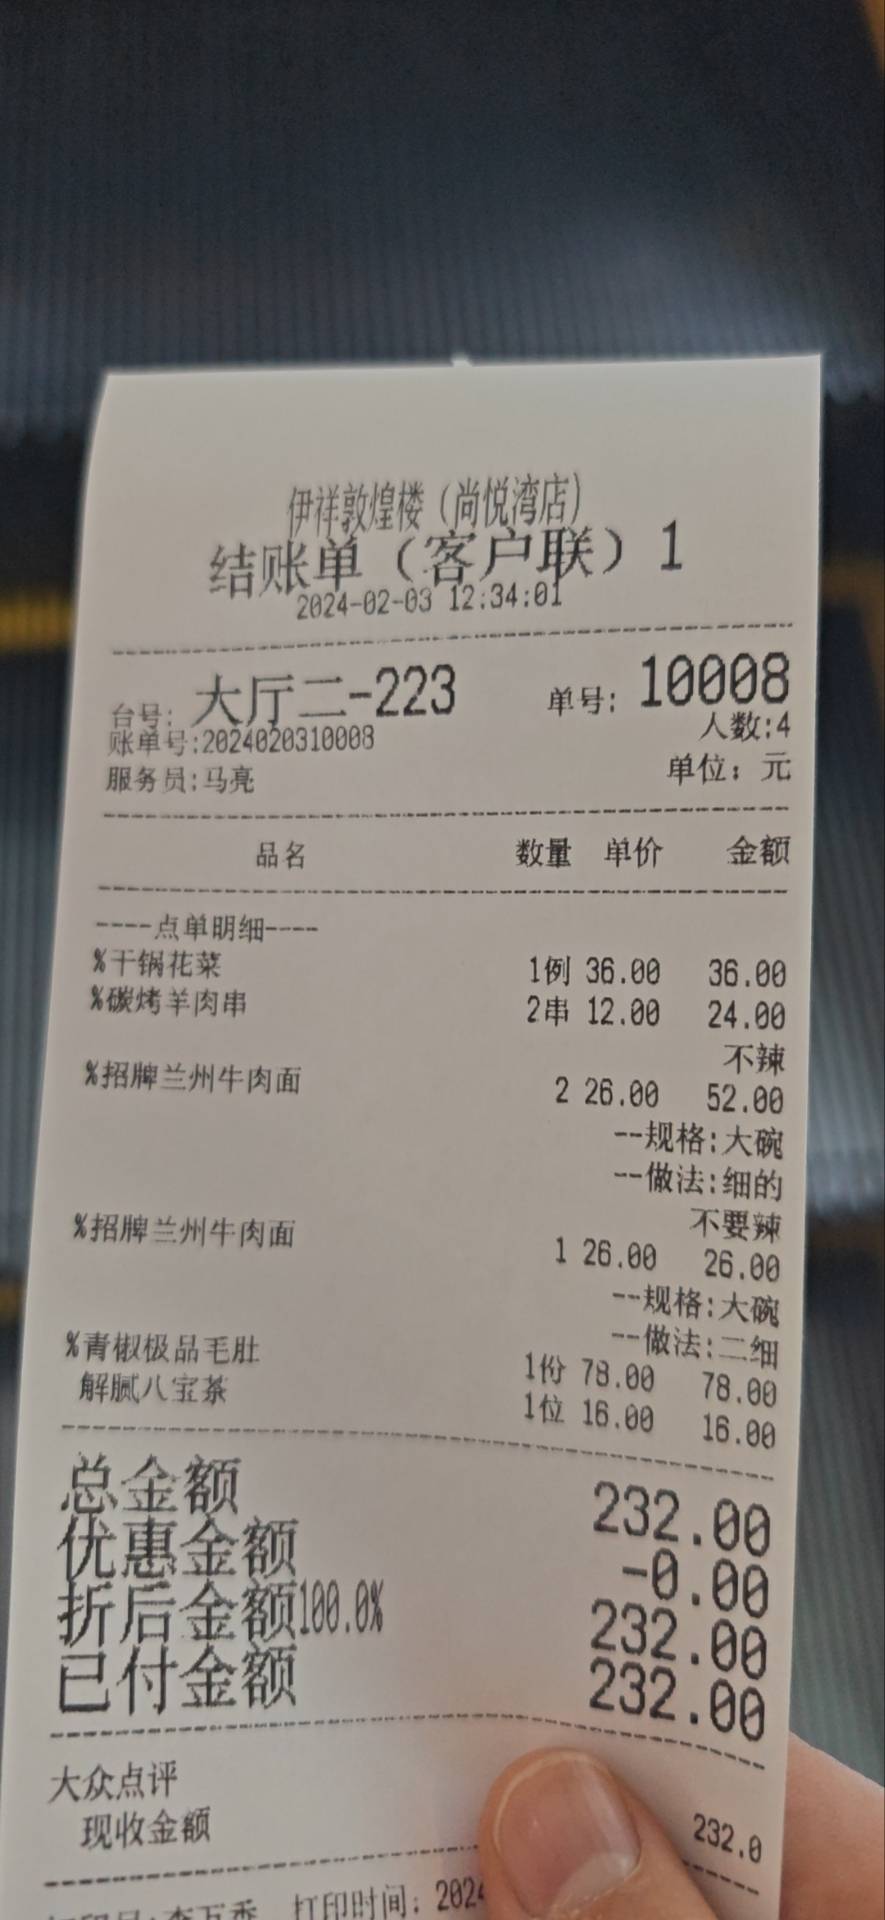 伊祥敦煌楼（尚悦湾店）
结账单（客户联）1
2024-02-03 12:34:01
台号: 大厅二-223 单号: 10008
账单号:2024020310008 人数:4
服务员:马亮 单位: 元
品名 数量 单价 金额
----点单明细----
%干锅花菜 1例 36.00 36.00
%碳烤羊肉串 2串 12.00 24.00
不辣
%招牌兰州牛肉面 2 26.00 52.00
--规格:大碗
--做法:细的
不要辣
%招牌兰州牛肉面 1 26.00 26.00
--规格:大碗
--做法:二细
%青椒极品毛肚 1份 78.00 78.00
解腻八宝茶 1位 16.00 16.00
总金额 232.00
优惠金额 -0.00
折后金额100.0% 232.00
已付金额 232.00
大众点评
现收金额 232.0
打印时间: 202